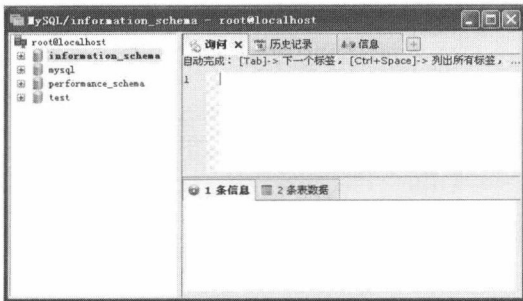 MySQL/information_schema - root@localhost
root@localhost
information_schema
mysql
performance_schema
test
询问 历史记录 信息
自动完成： [Tab]-> 下一个标签， [Ctrl+Space]-> 列出所有标签， ...
1
1 条信息 2 条表数据